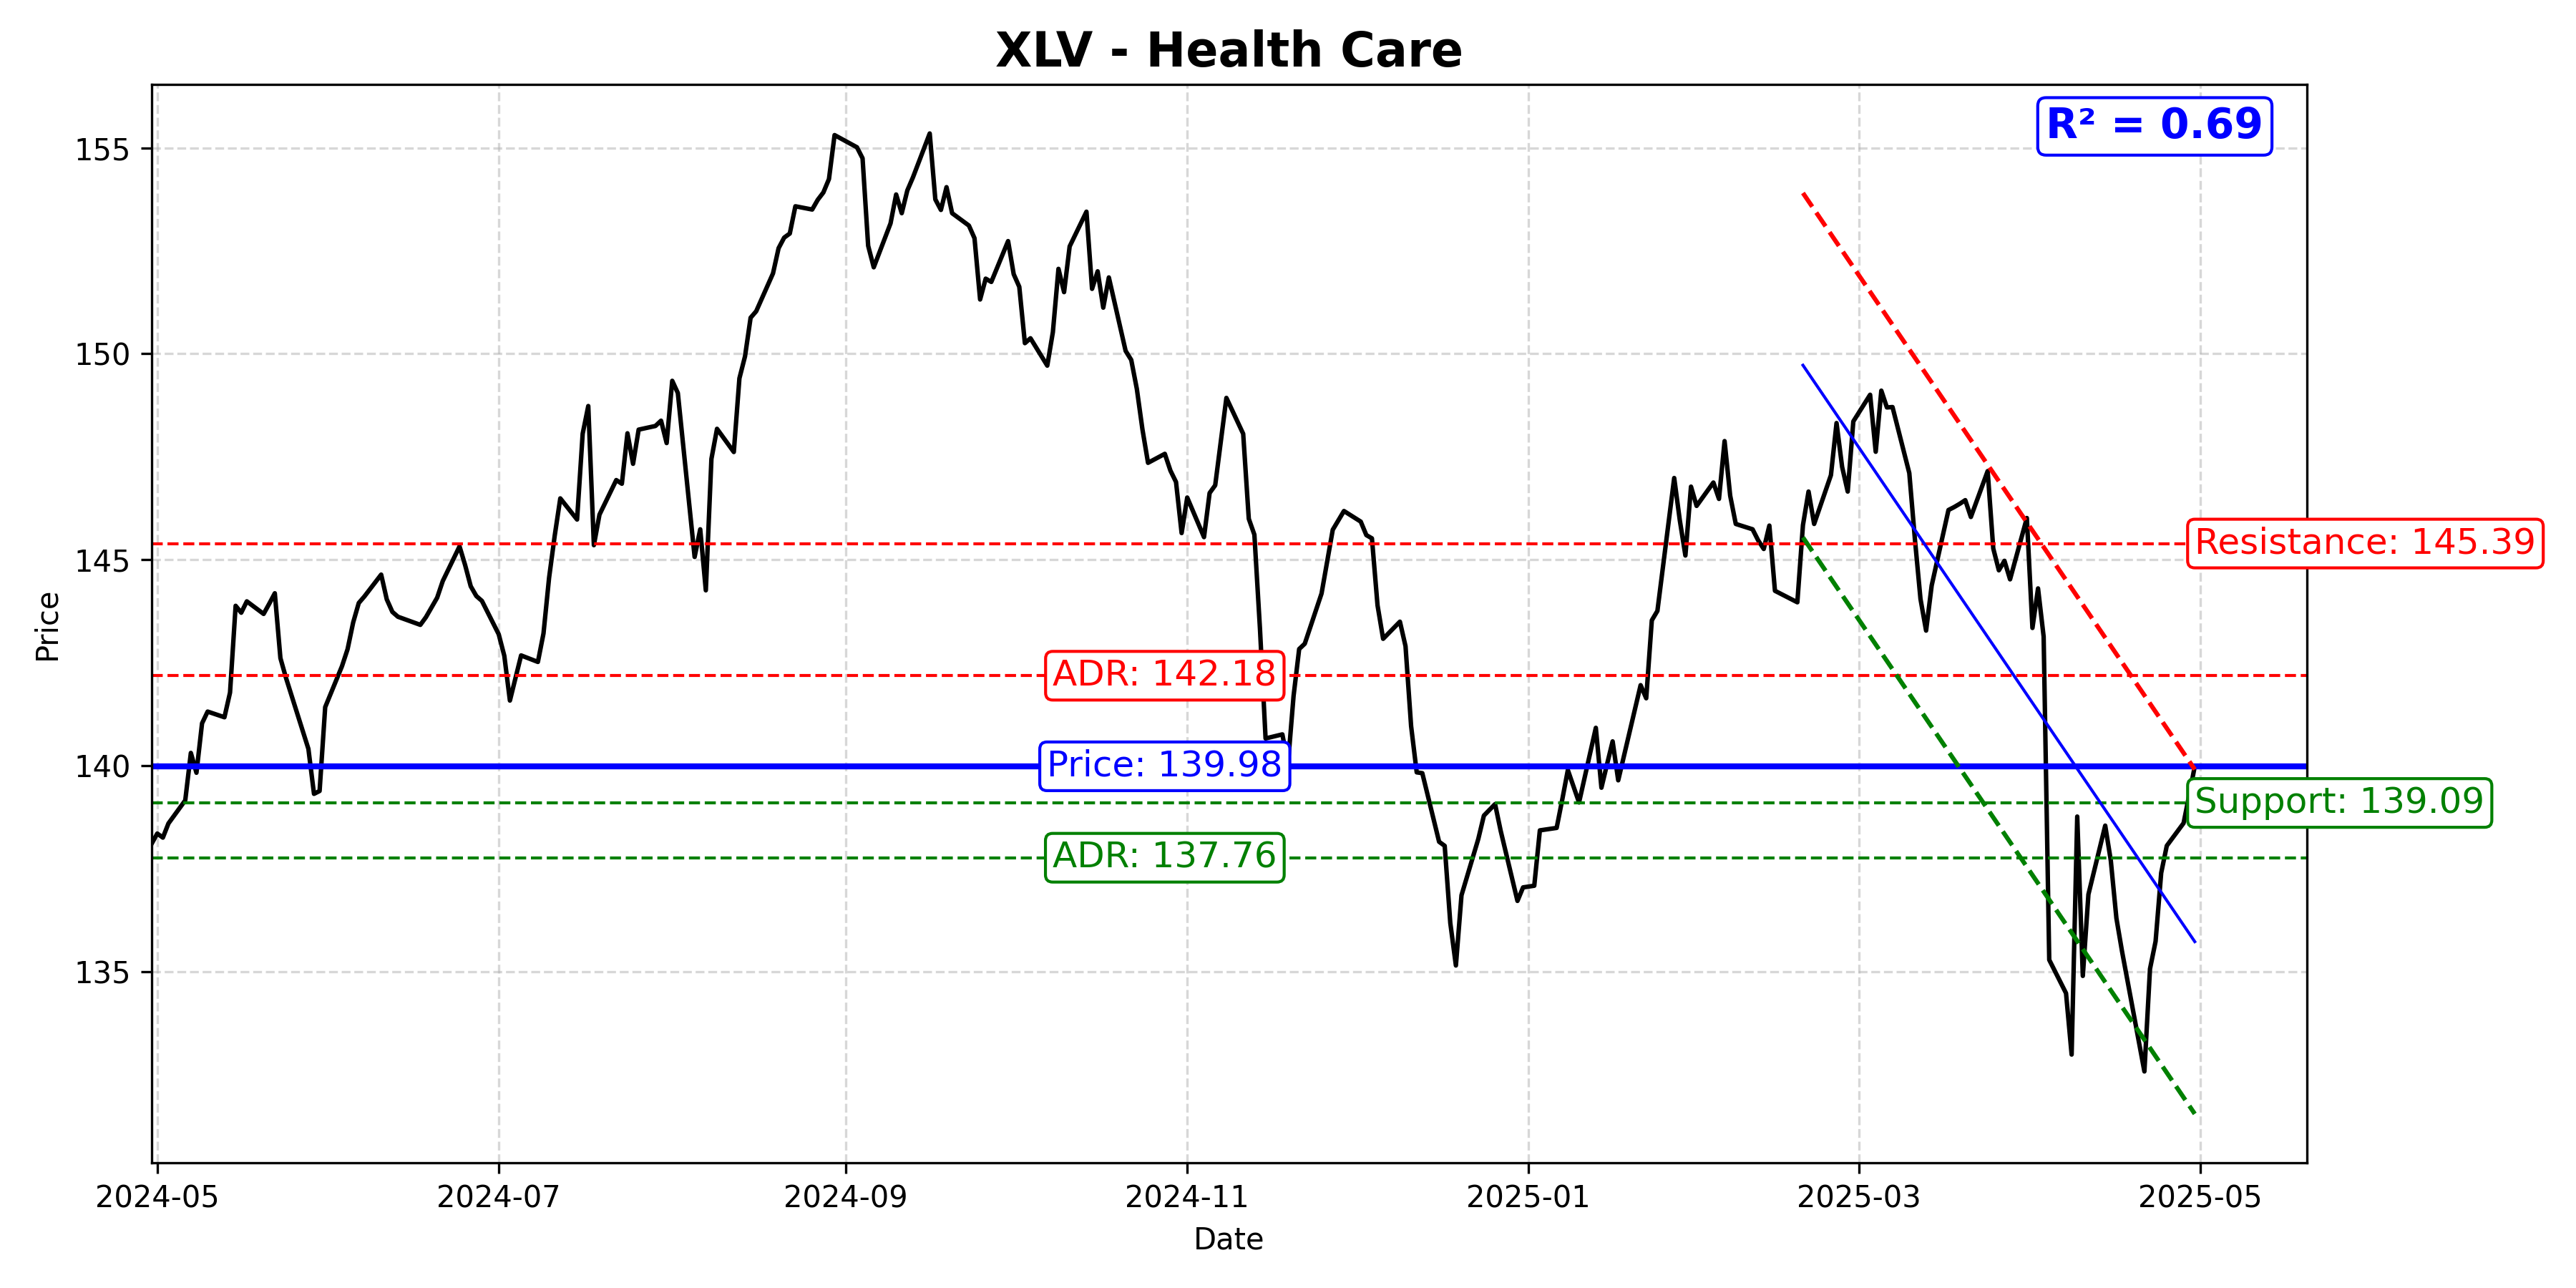 XLV - Health Care
R² = 0.69
155
150
145
140
135
Price
Resistance: 145.39
ADR: 142.18
Price: 139.98
Support: 139.09
ADR: 137.76
2024-05
2024-07
2024-09
2024-11
2025-01
2025-03
2025-05
Date